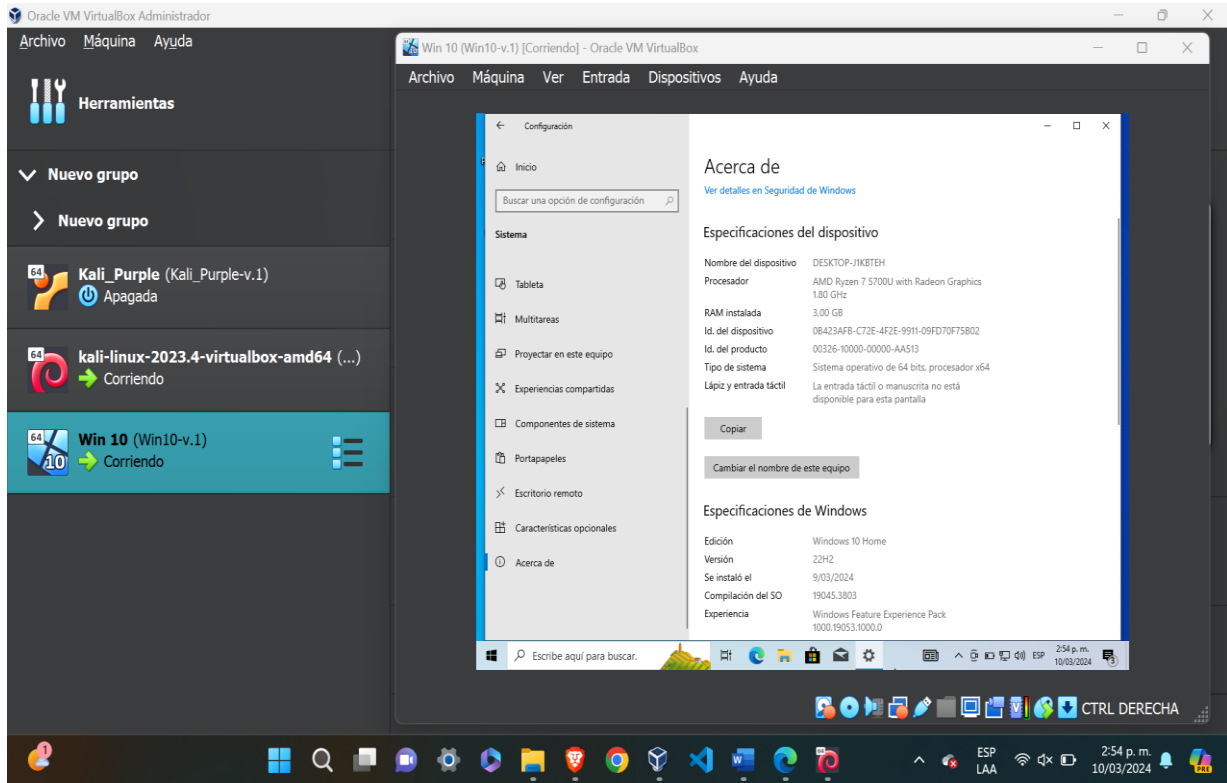 Oracle VM VirtualBox Administrador
Archivo Máquina Ayuda
Herramientas
Nuevo grupo
Nuevo grupo
64
Kali_Purple (Kali_Purple-v.1)
Apagada
64
kali-linux-2023.4-virtualbox-amd64 (...)
Corriendo
64
10
Win 10 (Win10-v.1)
Corriendo
Win 10 (Win10-v.1) [Corriendo] - Oracle VM VirtualBox
Archivo Máquina Ver Entrada Dispositivos Ayuda
Configuración
Inicio
Buscar una opción de configuración
Sistema
Tableta
Multitareas
Proyectar en este equipo
Experiencias compartidas
Componentes de sistema
Portapapeles
Escritorio remoto
Características opcionales
Acerca de
Acerca de
Ver detalles en Seguridad de Windows
Especificaciones del dispositivo
Nombre del dispositivo DESKTOP-J1KBTEH
Procesador AMD Ryzen 7 5700U with Radeon Graphics
1.80 GHz
RAM instalada 3,00 GB
Id. del dispositivo 0B423AFB-C72E-4F2E-9911-09FD70F75B02
Id. del producto 00326-10000-00000-AA513
Tipo de sistema Sistema operativo de 64 bits, procesador x64
Lápiz y entrada táctil La entrada táctil o manuscrita no está
disponible para esta pantalla
Copiar
Cambiar el nombre de este equipo
Especificaciones de Windows
Edición Windows 10 Home
Versión 22H2
Se instaló el 9/03/2024
Compilación del SO 19045.3803
Experiencia Windows Feature Experience Pack
1000.19053.1000.0
Escribe aquí para buscar.
ESP
2:54 p. m.
10/03/2024
3
CTRL DERECHA
1
ESP
LAA
2:54 p. m.
10/03/2024
PRE